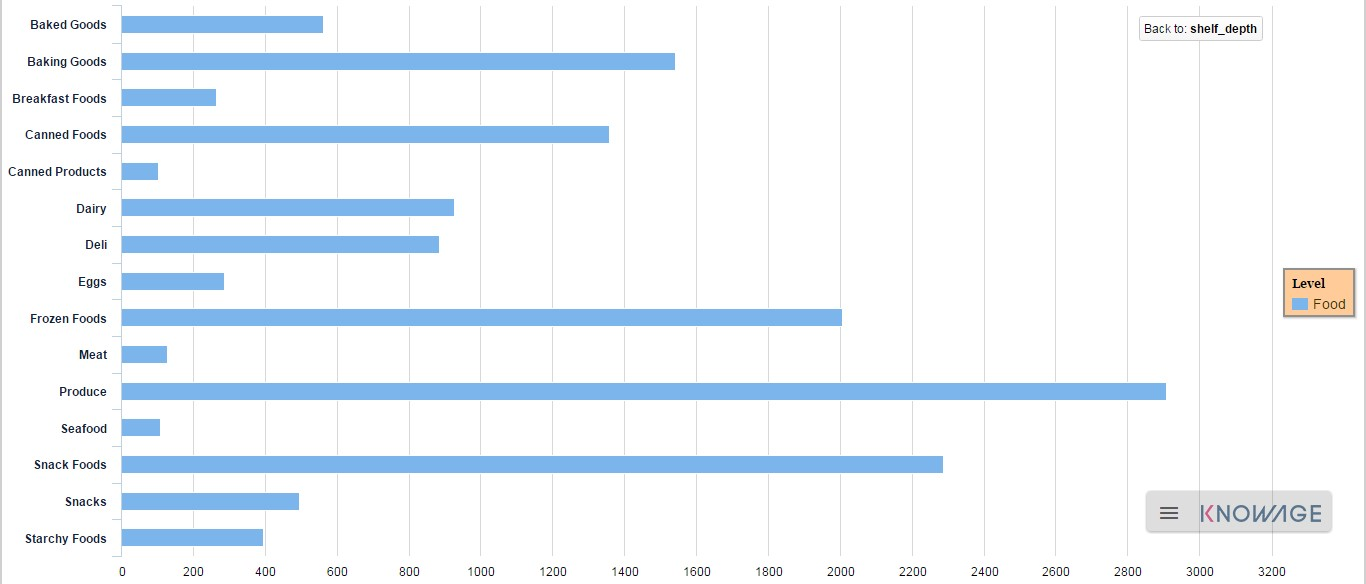 Baked Goods
Back to: shelf_depth
Baking Goods
Breakfast Foods
Canned Foods
Canned Products
Dairy
Deli
Eggs
Level
Food
Frozen Foods
Meat
Produce
Seafood
Snack Foods
Snacks
KNOWAGE
Starchy Foods
0 200 400 600 800 1000 1200 1400 1600 1800 2000 2200 2400 2600 2800 3000 3200